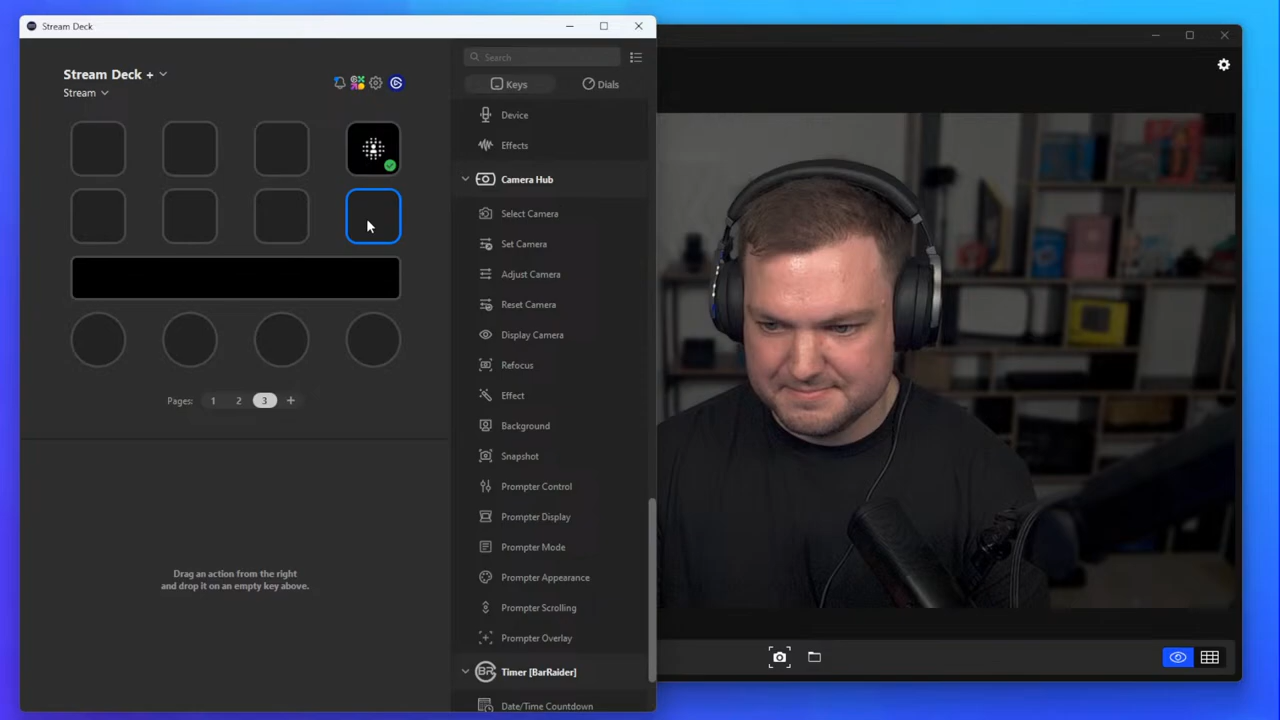 Stream Deck
Stream Deck +
Stream
Search
Keys
Dials
Device
Effects
Camera Hub
Select Camera
Set Camera
Adjust Camera
Reset Camera
Display Camera
Refocus
Effect
Background
Snapshot
Prompter Control
Prompter Display
Prompter Mode
Prompter Appearance
Prompter Scrolling
Prompter Overlay
Timer [BarRaider]
Date/Time Countdown
Pages: 1 2 3 +
Drag an action from the right
and drop it on an empty key above.